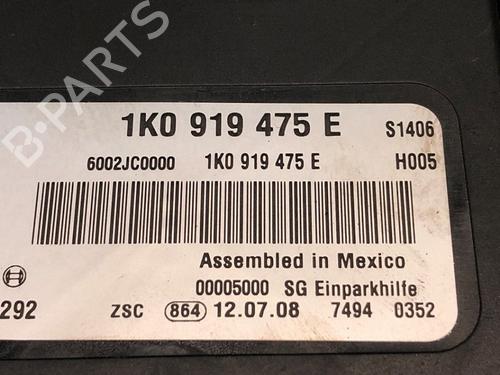 B-PARTS
1K0 919 475 E S1406
6002JC0000 1K0 919 475 E H005
Assembled in Mexico
00005000 SG Einparkhilfe
292 ZSC 864 12.07.08 7494 0352